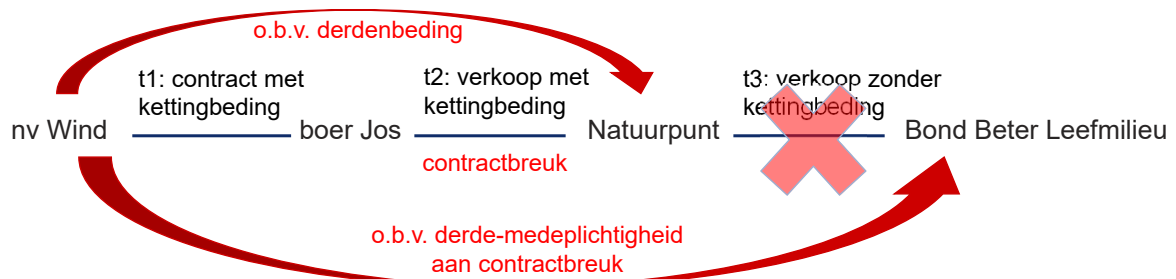 o.b.v. derdenbeding
t1: contract met
kettingbeding
t2: verkoop met
kettingbeding
t3: verkoop zonder
kettingbeding
nv Wind
boer Jos
Natuurpunt
Bond Beter Leefmilieu
contractbreuk
o.b.v. derde-medeplichtigheid
aan contractbreuk